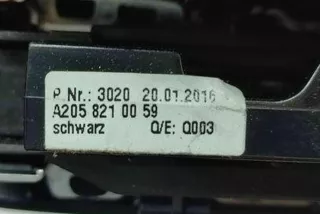 P.Nr.: 3020 20.01.2016
A205 821 00 59
schwarz Q/E: Q003